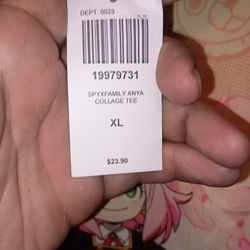 DEPT 0023
19979731
SPYXFAMILY ANYA
COLLAGE TEE
XL
$23.90